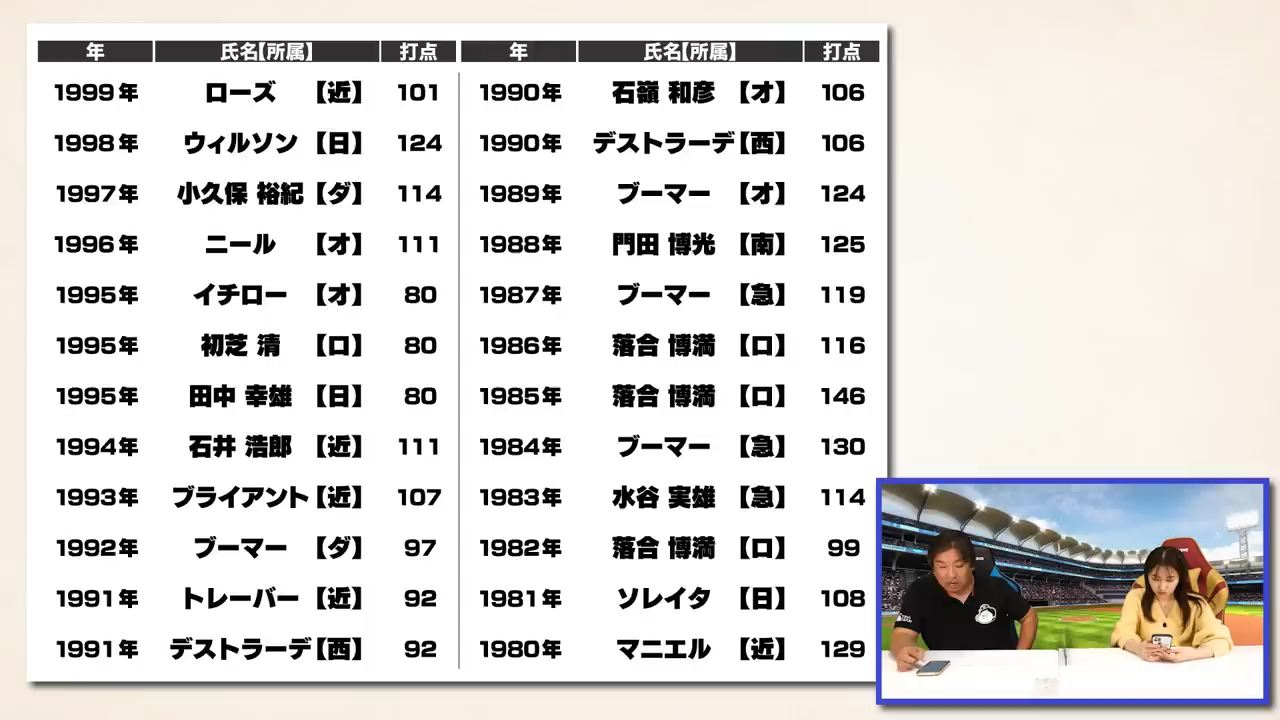 年 氏名【所属】 打点 年 氏名【所属】 打点
1999年 ローズ 【近】 101 1990年 石嶺 和彦 【オ】 106
1998年 ウィルソン 【日】 124 1990年 デストラーデ【西】 106
1997年 小久保 裕紀【ダ】 114 1989年 ブーマー 【オ】 124
1996年 ニール 【オ】 111 1988年 門田 博光 【南】 125
1995年 イチロー 【オ】 80 1987年 ブーマー 【急】 119
1995年 初芝 清 【ロ】 80 1986年 落合 博満 【ロ】 116
1995年 田中 幸雄 【日】 80 1985年 落合 博満 【ロ】 146
1994年 石井 浩郎 【近】 111 1984年 ブーマー 【急】 130
1993年 ブライアント【近】 107 1983年 水谷 実雄 【急】 114
1992年 ブーマー 【ダ】 97 1982年 落合 博満 【ロ】 99
1991年 トレーバー 【近】 92 1981年 ソレイタ 【日】 108
1991年 デストラーデ【西】 92 1980年 マニエル 【近】 129